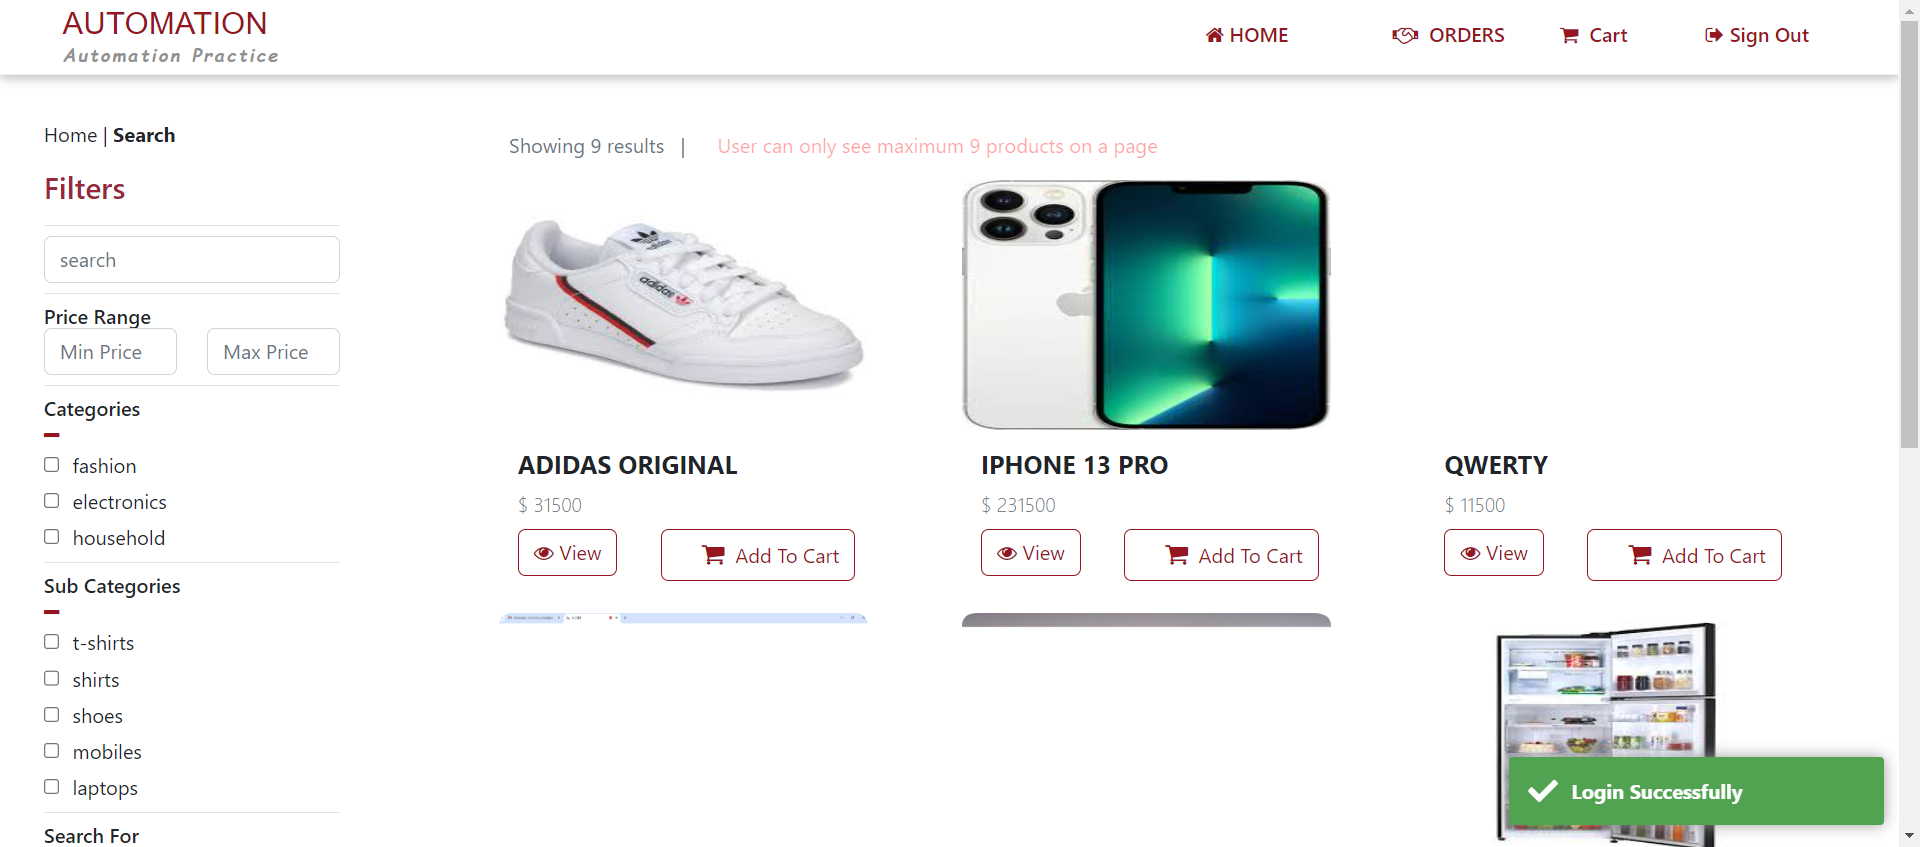 AUTOMATION
Automation Practice
HOME
ORDERS
Cart
Sign Out
Home | Search
Showing 9 results | User can only see maximum 9 products on a page
Filters
search
Price Range
Min Price
Max Price
Categories
fashion
electronics
household
Sub Categories
t-shirts
shirts
shoes
mobiles
laptops
Search For
adidas
adidas
ADIDAS ORIGINAL
$ 31500
View
Add To Cart
IPHONE 13 PRO
$ 231500
View
Add To Cart
QWERTY
$ 11500
View
Add To Cart
Login Successfully